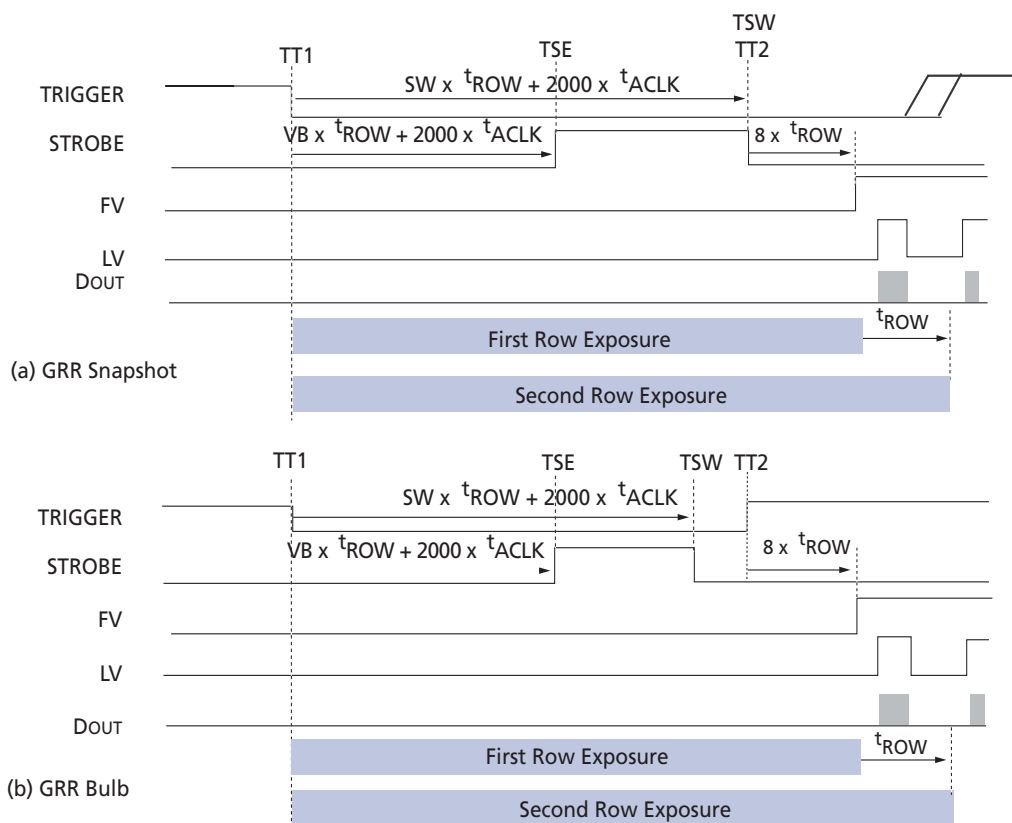 TSW
TT1 TSE TT2
SW x tROW + 2000 x tACLK
TRIGGER
VB x tROW + 2000 x tACLK 8 x tROW
STROBE
FV
LV
DOUT
First Row Exposure tROW
(a) GRR Snapshot
Second Row Exposure
TT1 TSE TSW TT2
SW x tROW + 2000 x tACLK
TRIGGER
VB x tROW + 2000 x tACLK 8 x tROW
STROBE
FV
LV
DOUT
First Row Exposure tROW
(b) GRR Bulb
Second Row Exposure